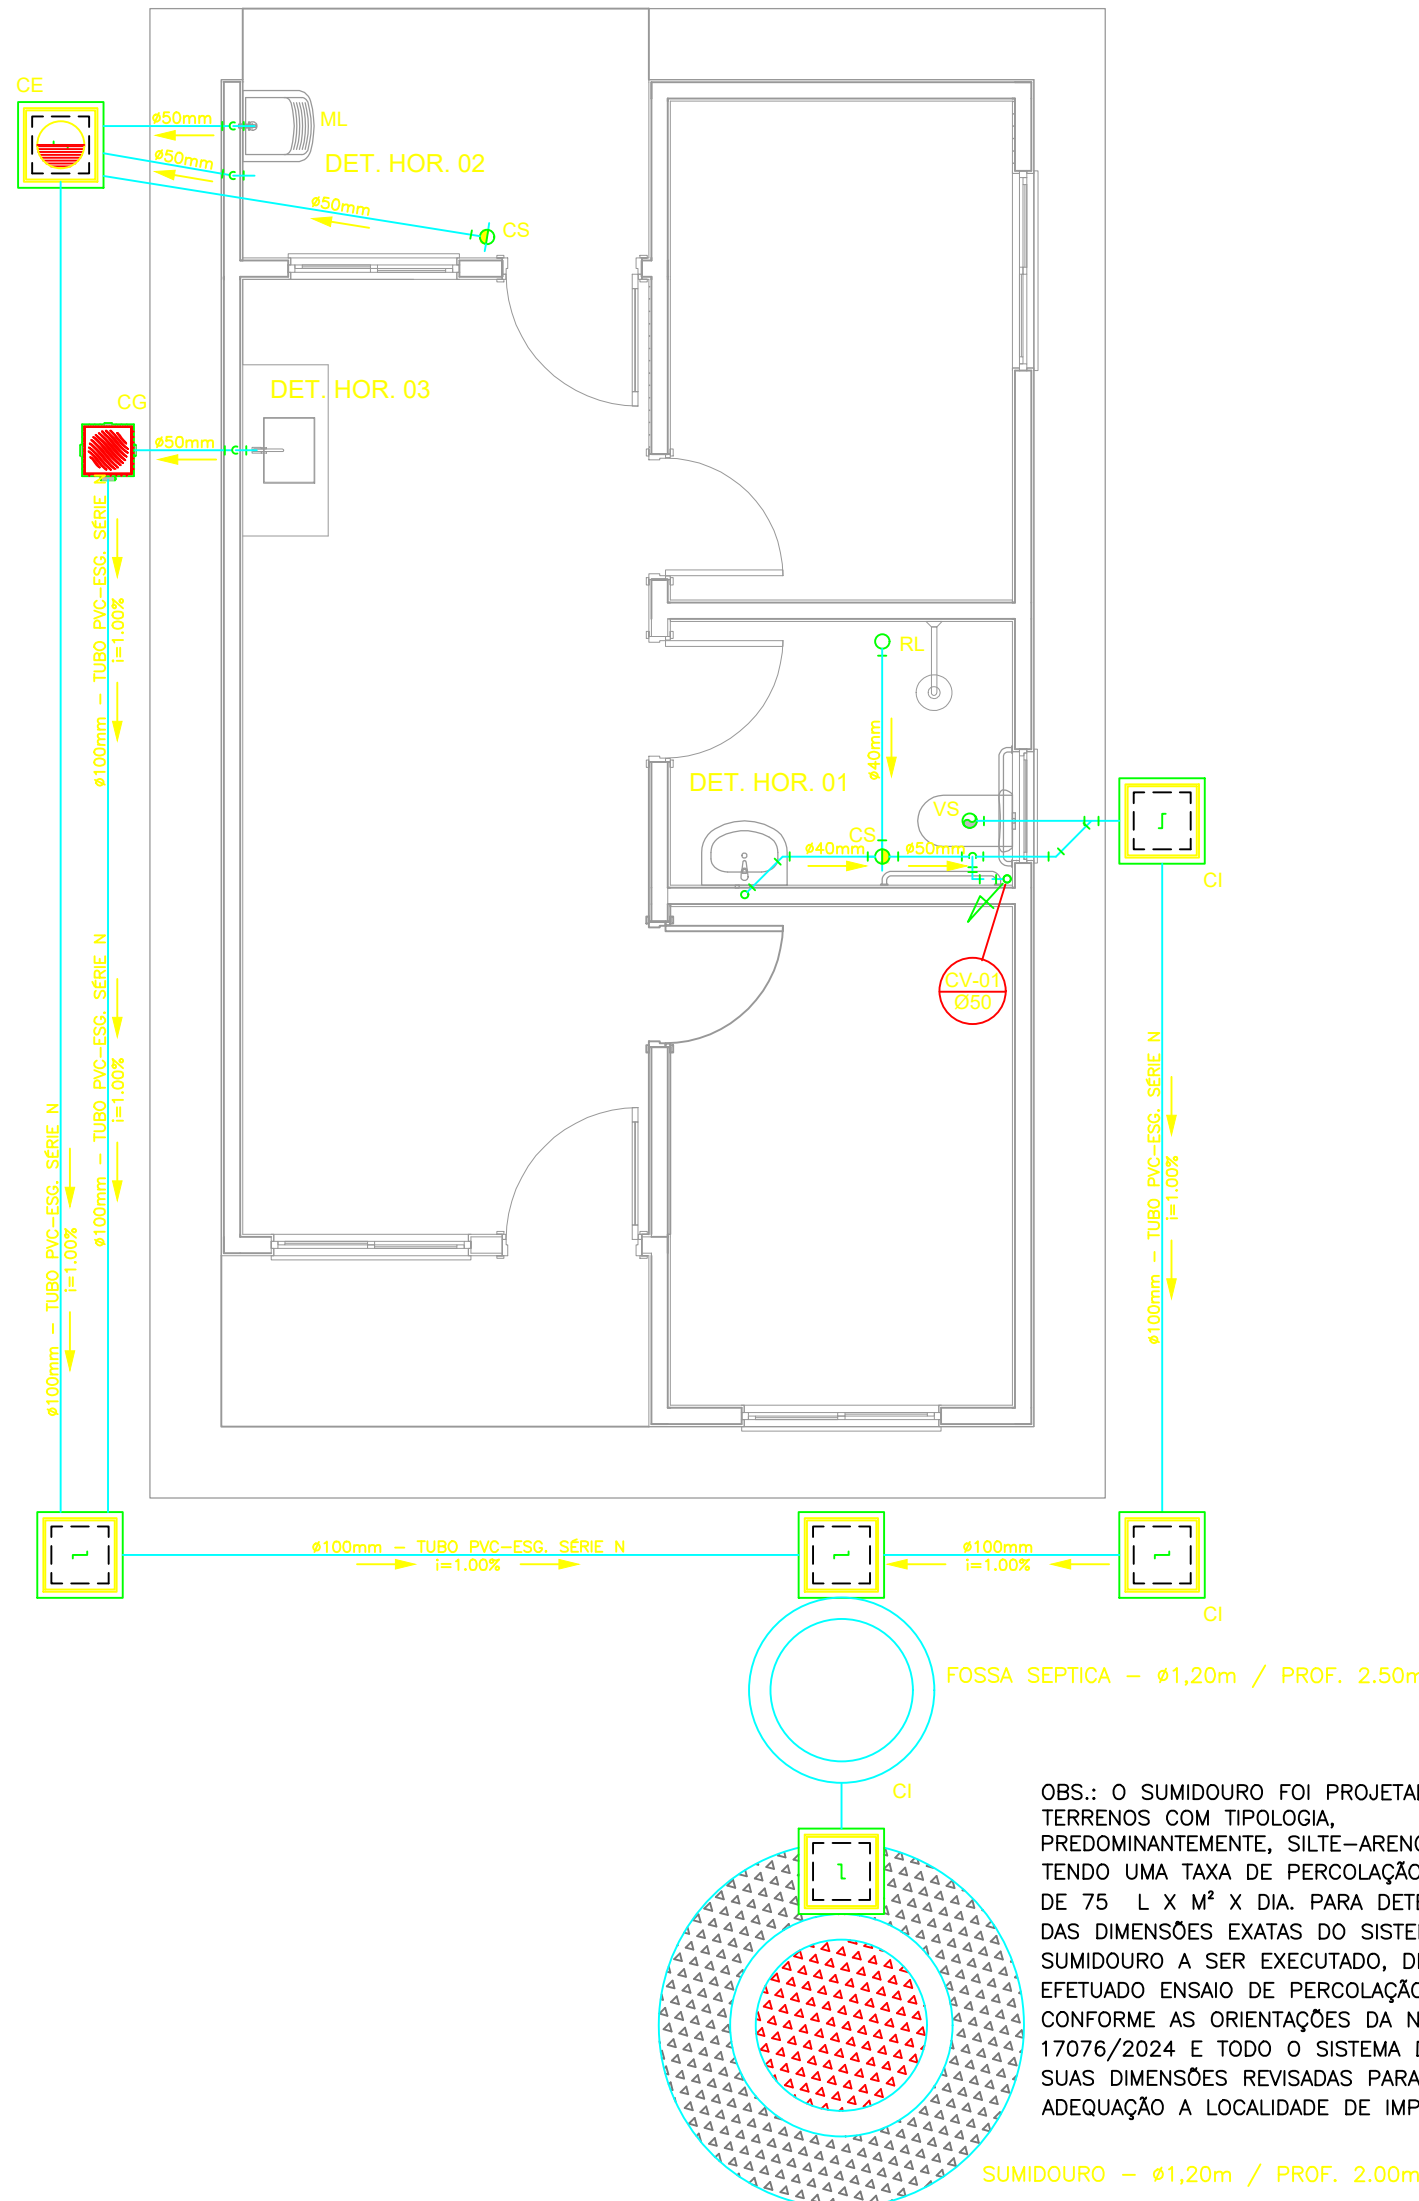 CE
ø50mm
ML
ø50mm
DET. HOR. 02
ø50mm
CS
DET. HOR. 03
CG
ø50mm
ø100mm - TUBO PVC-ESG. SÉRIE N
i=1.00%
RL
ø40mm
DET. HOR. 01
VS
CS
ø40mm
ø50mm
CI
CV-01
Ø50
ø100mm - TUBO PVC-ESG. SÉRIE N
i=1.00%
ø100mm - TUBO PVC-ESG. SÉRIE N
i=1,00%
ø100mm - TUBO PVC-ESG. SÉRIE N
i=1.00%
ø100mm - TUBO PVC-ESG. SÉRIE N
i=1.00%
ø100mm
i=1.00%
CI
FOSSA SEPTICA - ø1,20m / PROF. 2.50m
CI
OBS.: O SUMIDOURO FOI
TERRENOS COM TIPOLOGIA,
PREDOMINANTEMENTE,
TENDO UMA TAXA DE PERCOLAÇÃO
DE 75 L X M² X DIA. PARA
DAS DIMENSÕES EXATAS DO
SUMIDOURO A SER EXECUTADO,
EFETUADO ENSAIO DE PERCOLAÇÃO
CONFORME AS ORIENTAÇÕES DA
17076/2024 E TODO O SISTEMA
SUAS DIMENSÕES REVISADAS PARA
ADEQUAÇÃO A LOCALIDADE DE
SUMIDOURO - ø1,20m / PROF. 2.00m